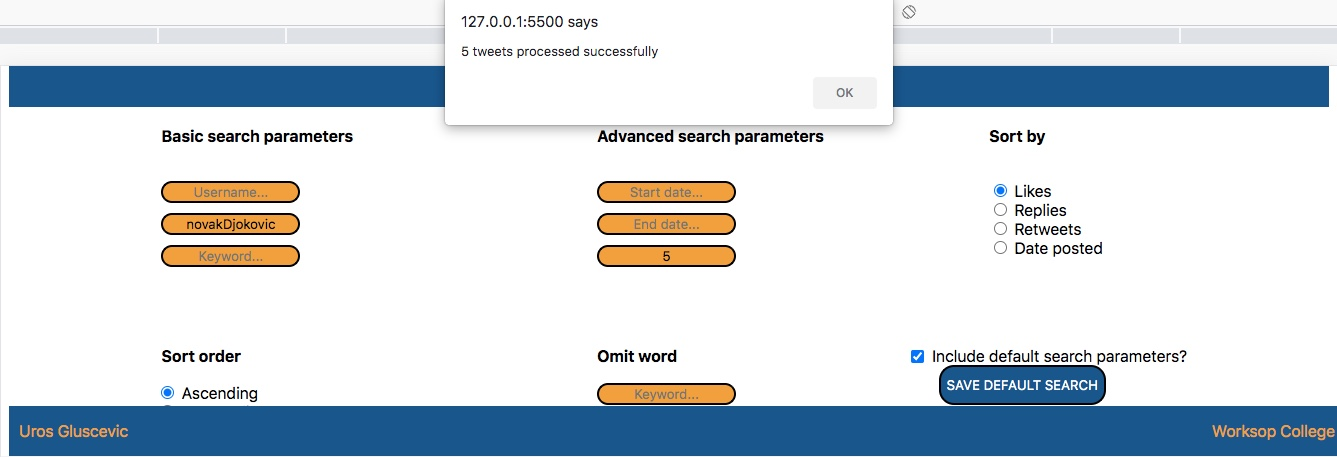 127.0.0.1:5500 says
5 tweets processed successfully
OK
Basic search parameters
Username...
novakDjokovic
Keyword...
Advanced search parameters
Start date...
End date...
5
Sort by
Likes
Replies
Retweets
Date posted
Sort order
Ascending
Omit word
Keyword...
Include default search parameters?
SAVE DEFAULT SEARCH
Uros Gluscevic
Worksop College